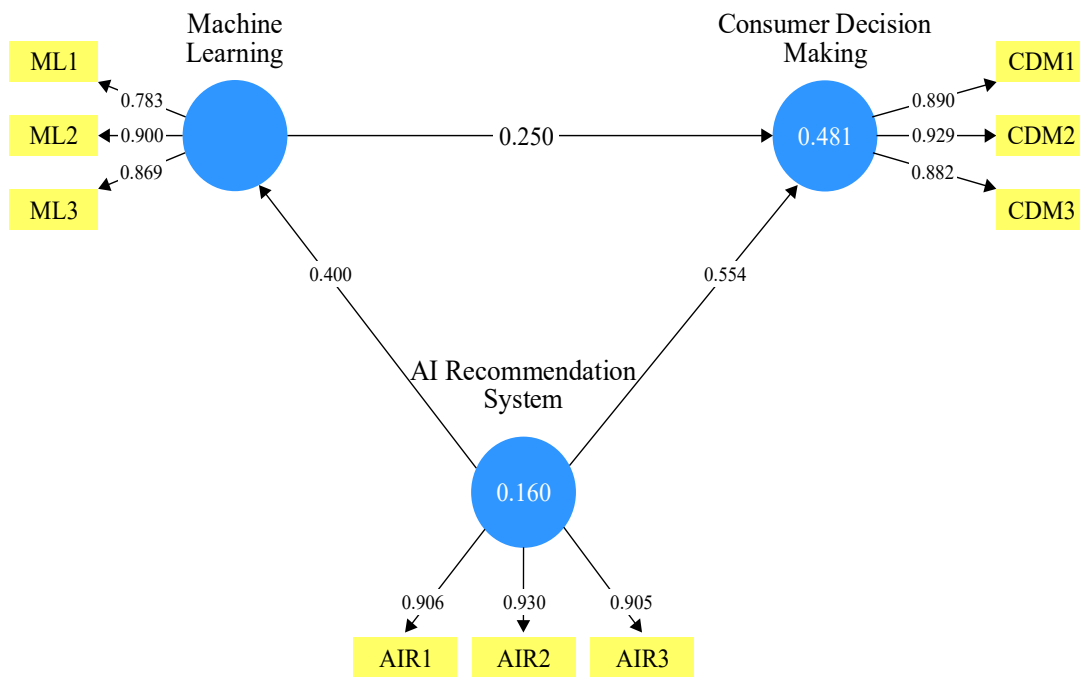 Machine
Learning
Consumer Decision
Making
ML1
ML2
ML3
0.783
0.900
0.869
0.250
0.481
0.890
0.929
0.882
CDM1
CDM2
CDM3
0.400
0.554
AI Recommendation
System
0.160
0.906
0.930
0.905
AIR1
AIR2
AIR3